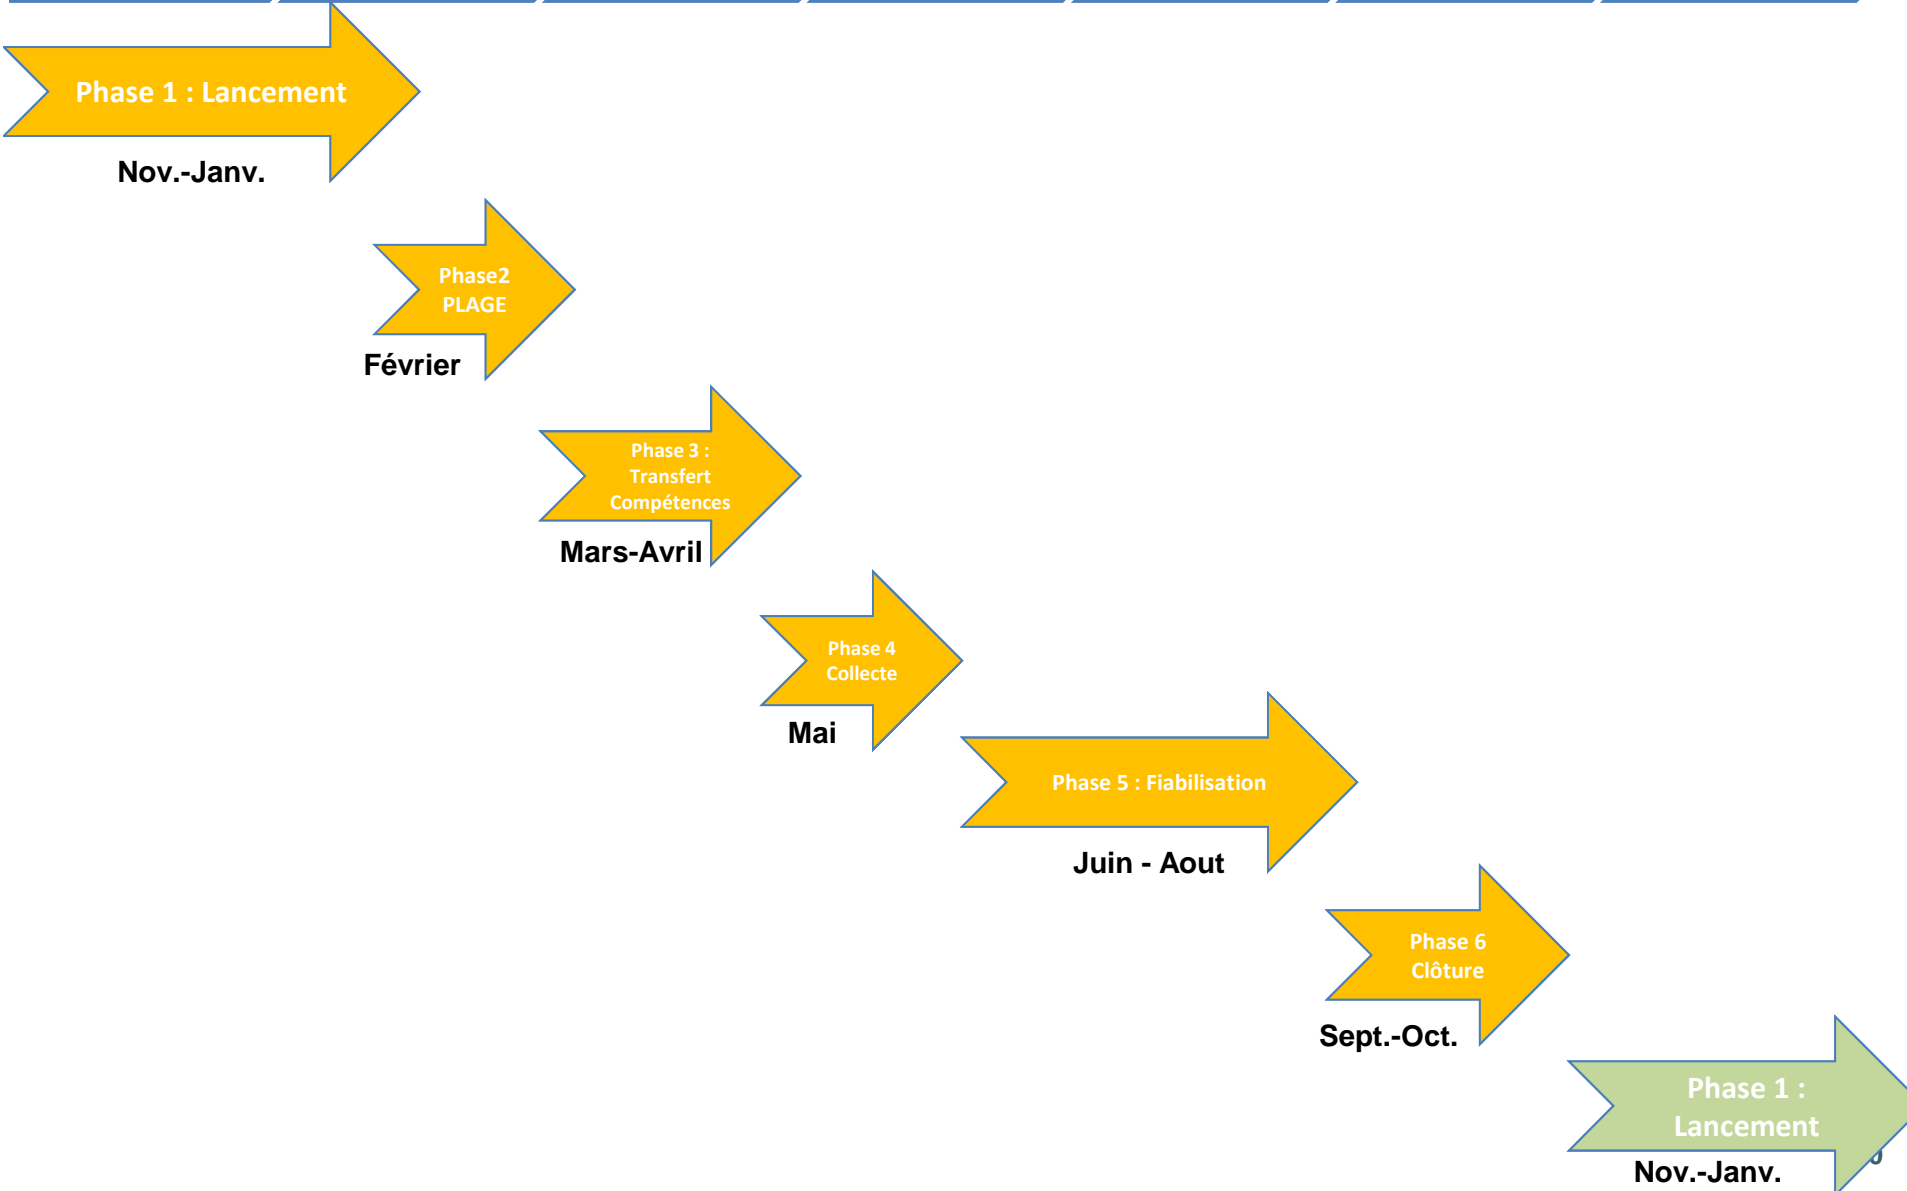 Phase 1 : Lancement
Nov.-Janv.
Phase2
PLAGE
Février
Phase 3 :
Transfert
Compétences
Mars-Avril
Phase 4
Collecte
Mai
Phase 5 : Fiabilisation
Juin - Aout
Phase 6
Clôture
Sept.-Oct.
Phase 1 :
Lancement
Nov.-Janv.